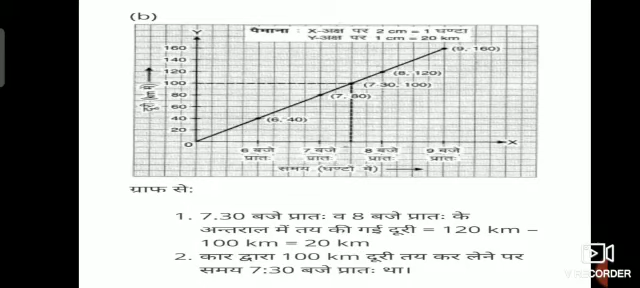 (b)
पैमाना : X-अक्ष पर 2 cm = 1 घण्टा
Y-अक्ष पर 1 cm = 20 km
Y
160
140
120
100
80
60
40
20
0
(9, 160)
(8, 120)
(7·30, 100)
(7, 80)
(6, 40)
X
6 बजे 7 बजे 8 बजे 9 बजे
प्रातः प्रातः प्रातः प्रातः
समय (घण्टों में)
ग्राफ से:
1. 7.30 बजे प्रातः व 8 बजे प्रातः के
अन्तराल में तय की गई दूरी = 120 km –
100 km = 20 km
2. कार द्वारा 100 km दूरी तय कर लेने पर
समय 7:30 बजे प्रातः था।
V RECORDER